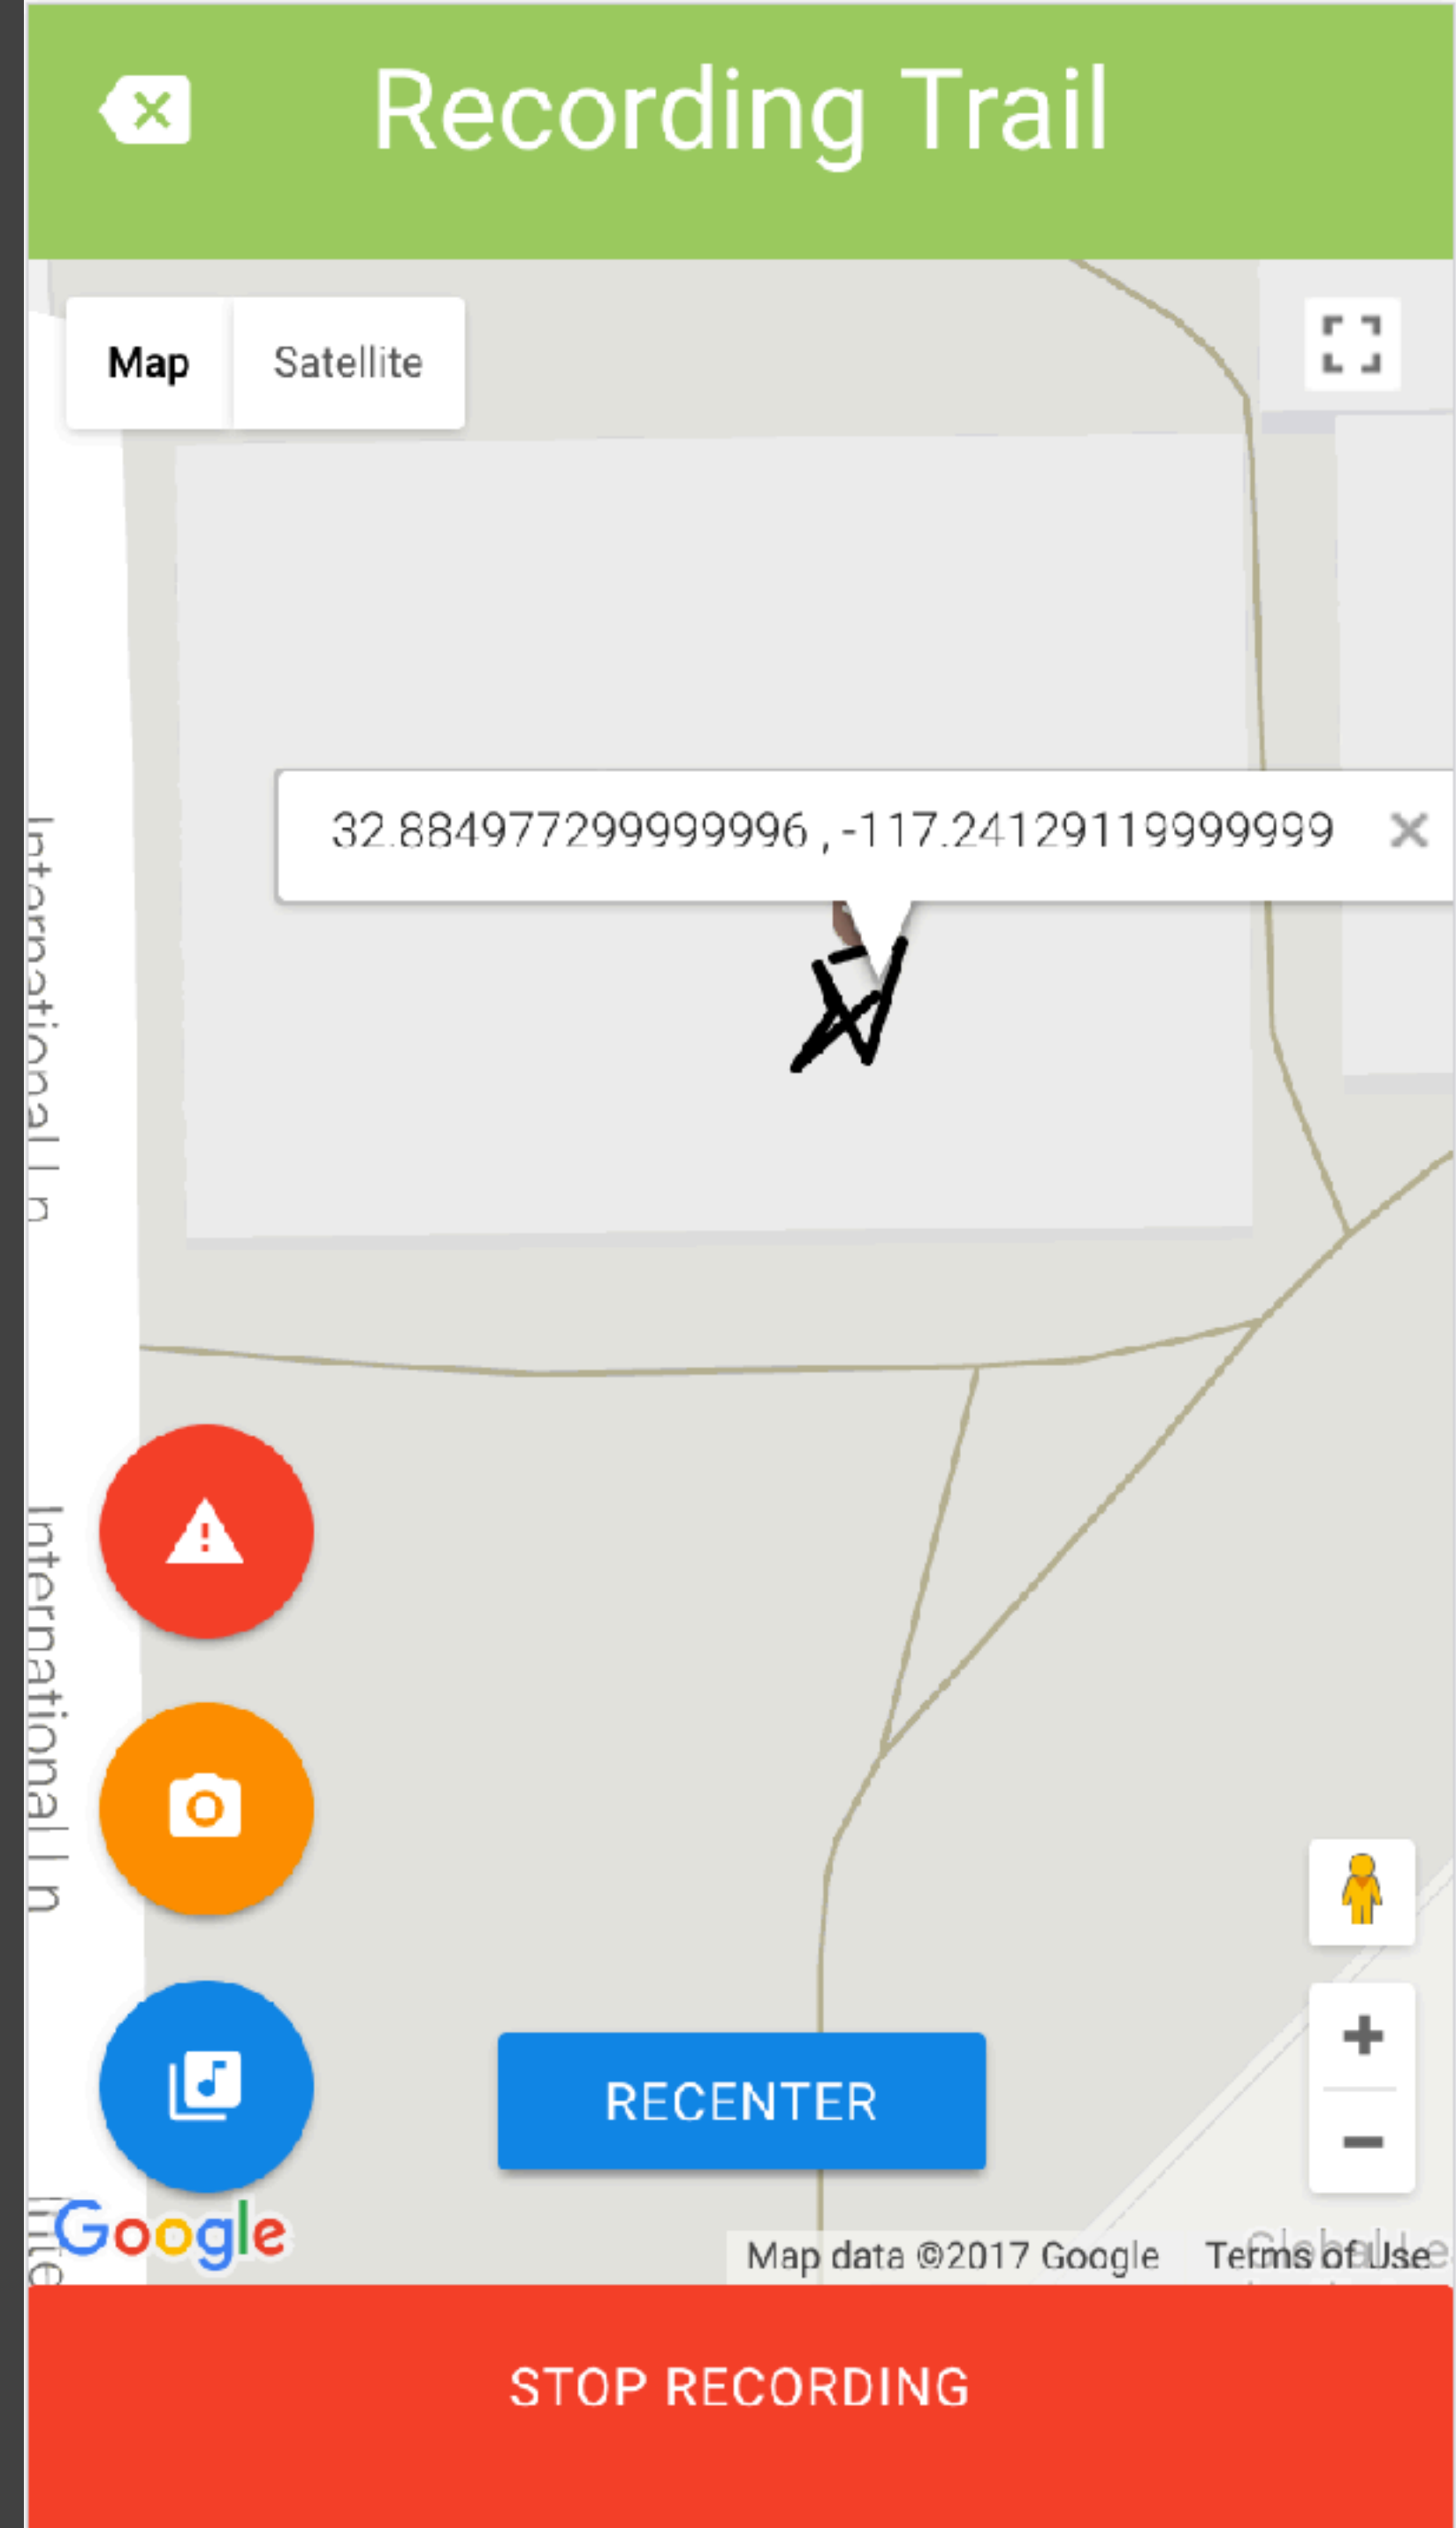 Recording Trail
Map
Satellite
32.884977299999996 , -117.24129119999999
International Ln
International Ln
RECENTER
Google
Map data ©2017 Google
Terms of Use
STOP RECORDING